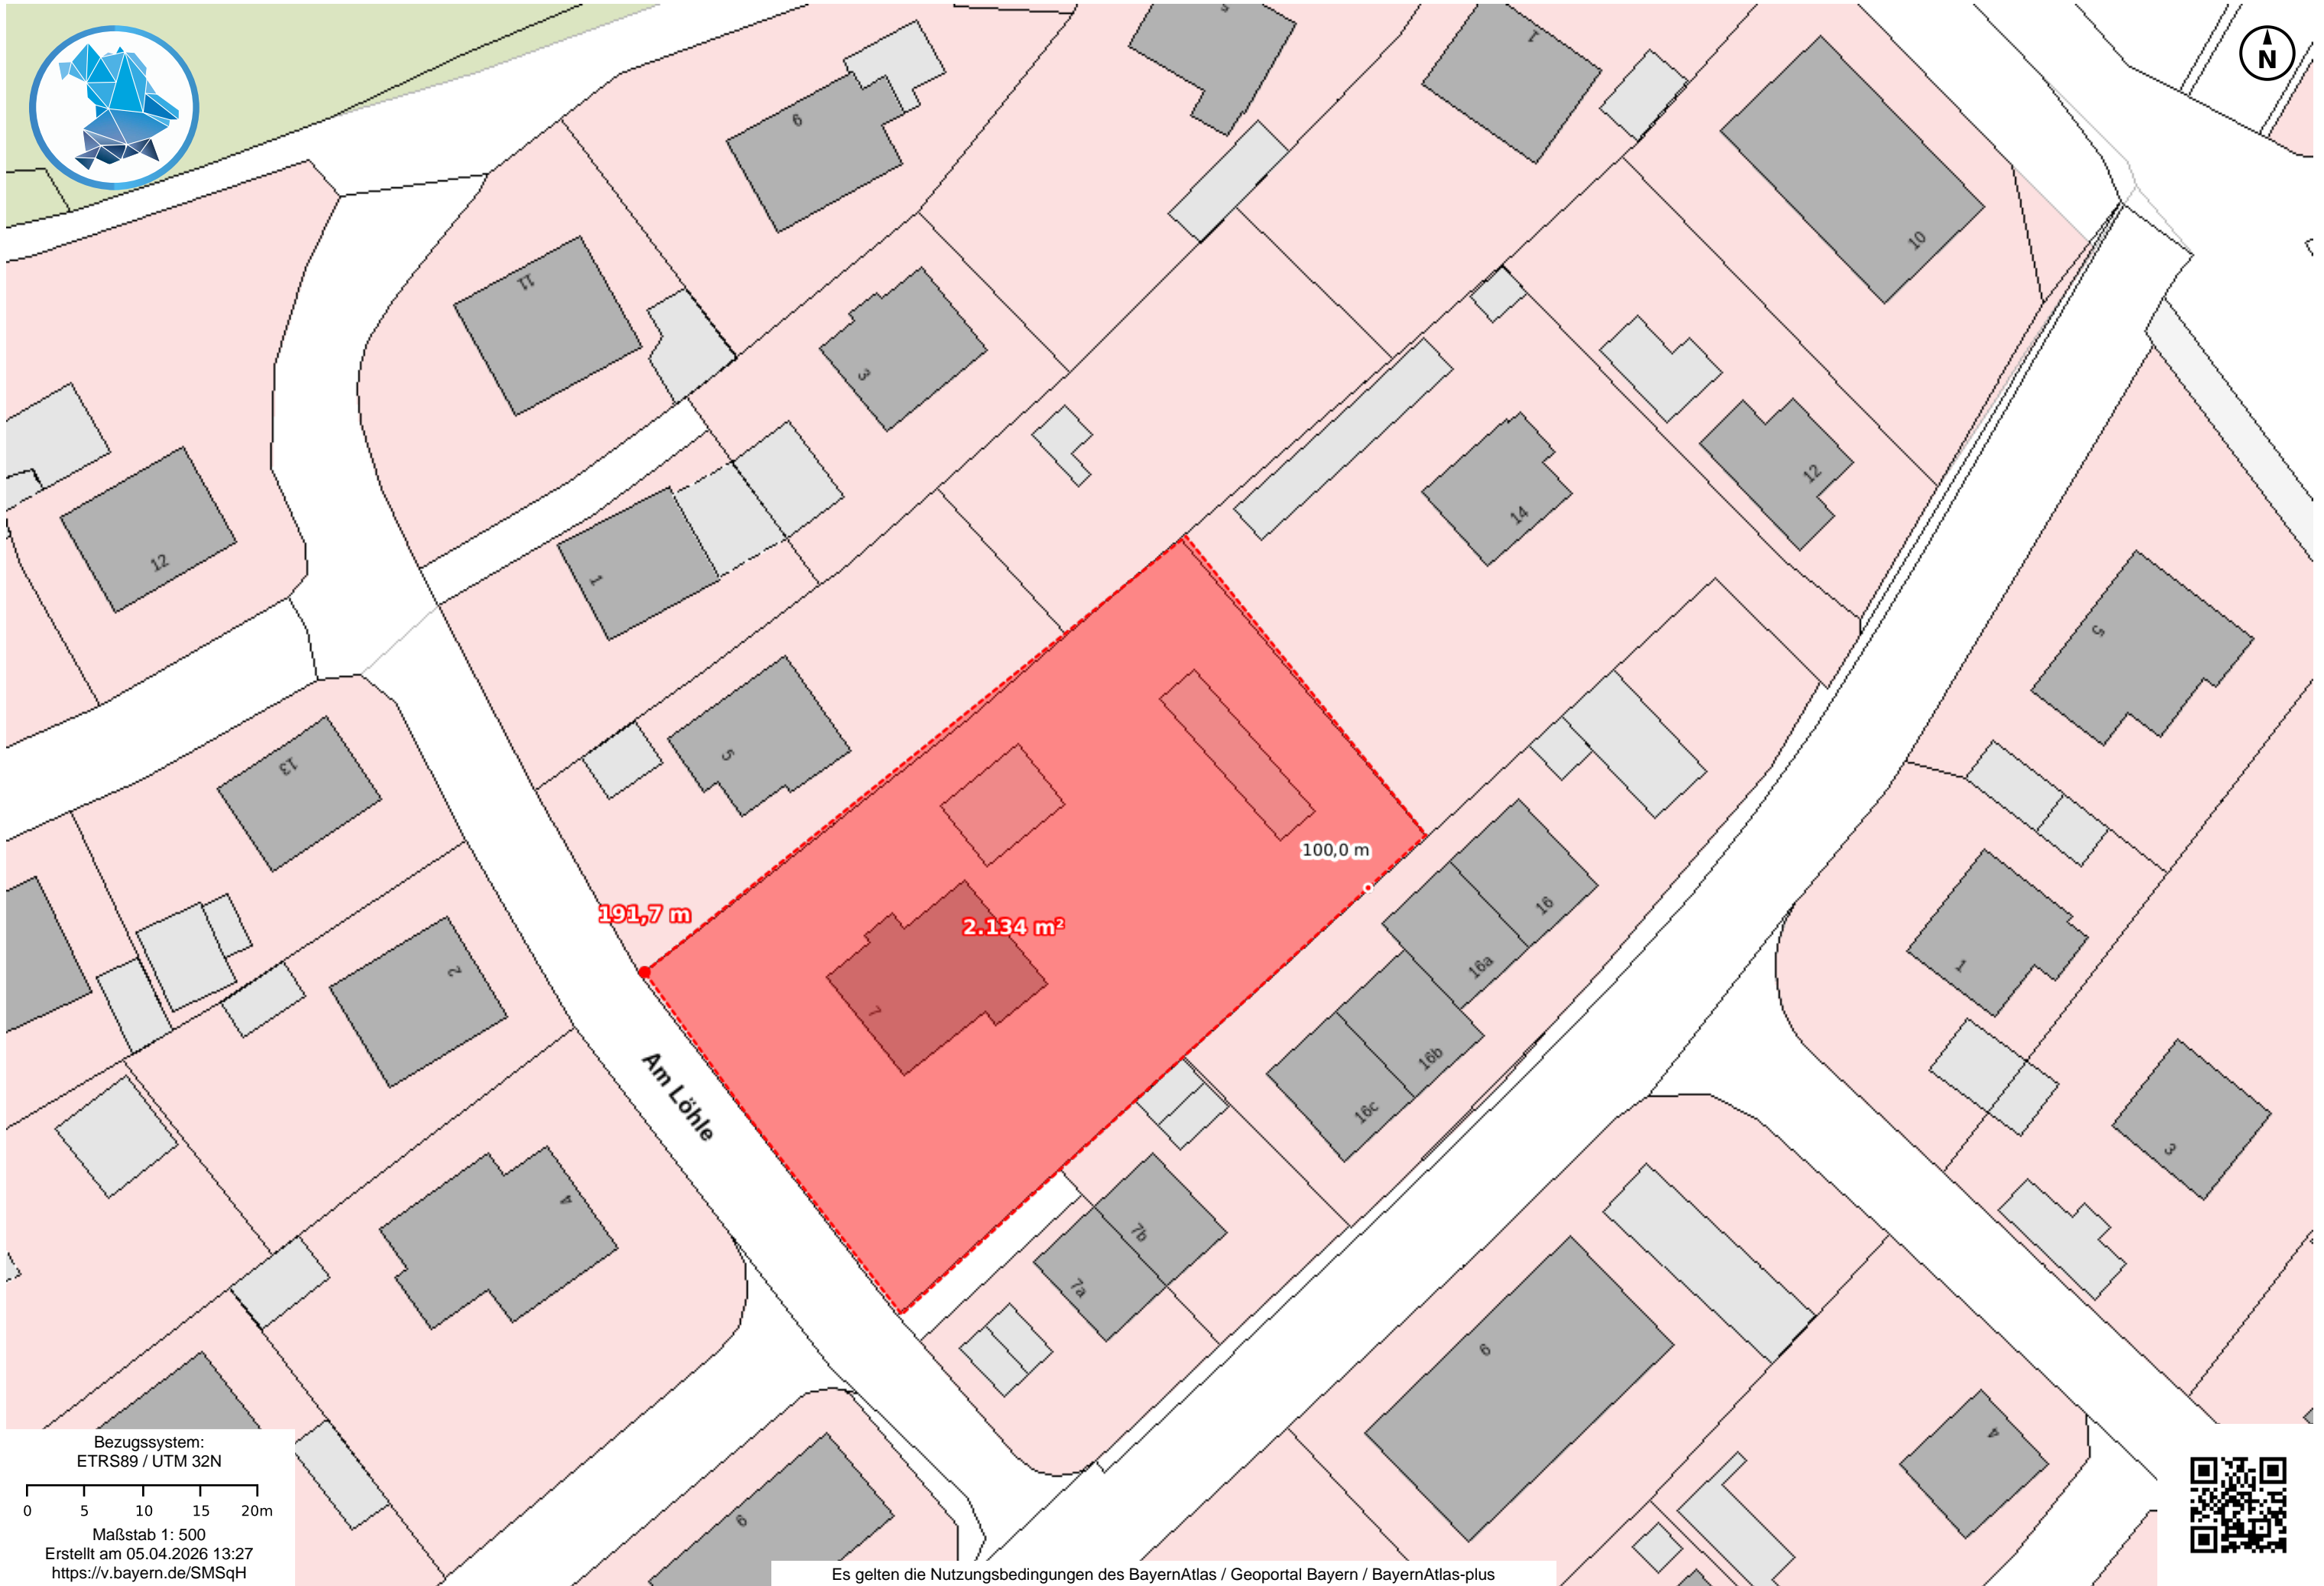 5
1
N
9
10
11
3
12
14
12
1
5
5
13
7
2
191,7 m
2.134 m²
100,0 m
16
16a
16b
16c
1
3
Am Löhle
4
7b
7a
9
6
4
Bezugssystem:
ETRS89 / UTM 32N
0 5 10 15 20m
Maßstab 1: 500
Erstellt am 05.04.2026 13:27
https://v.bayern.de/SMSqH
Es gelten die Nutzungsbedingungen des BayernAtlas / Geoportal Bayern / BayernAtlas-plus